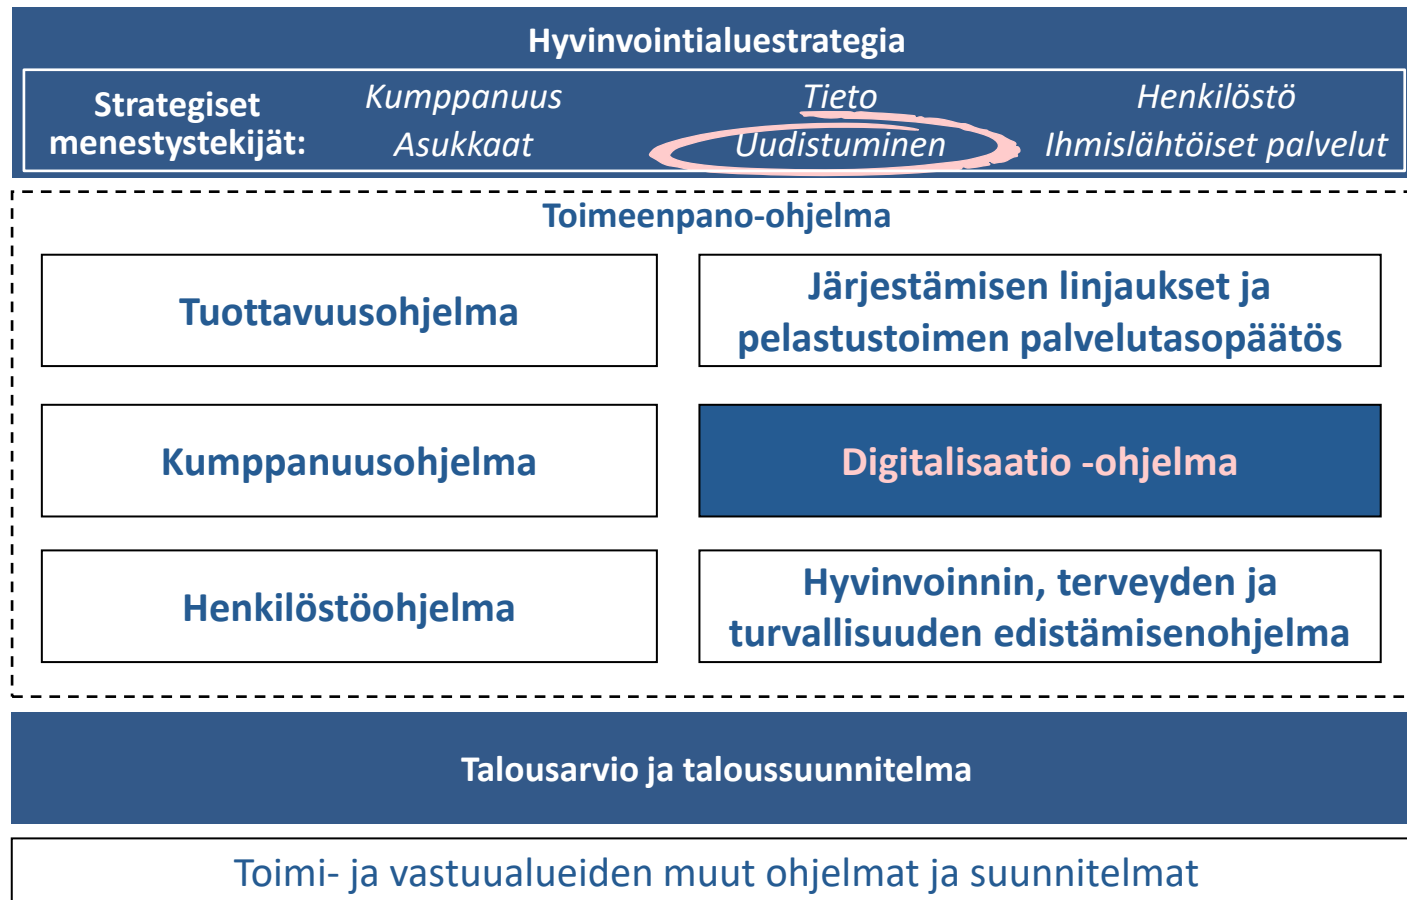 Hyvinvointialuestrategia
Strategiset
menestystekijät:
Kumppanuus
Tieto
Henkilöstö
Asukkaat
Uudistuminen
Ihmislähtöiset palvelut
Toimeenpano-ohjelma
Tuottavuusohjelma
Järjestämisen linjaukset ja
pelastustoimen palvelutasopäätös
Kumppanuusohjelma
Digitalisaatio -ohjelma
Henkilöstöohjelma
Hyvinvoinnin, terveyden ja
turvallisuuden edistämisenohjelma
Talousarvio ja taloussuunnitelma
Toimi- ja vastuualueiden muut ohjelmat ja suunnitelmat